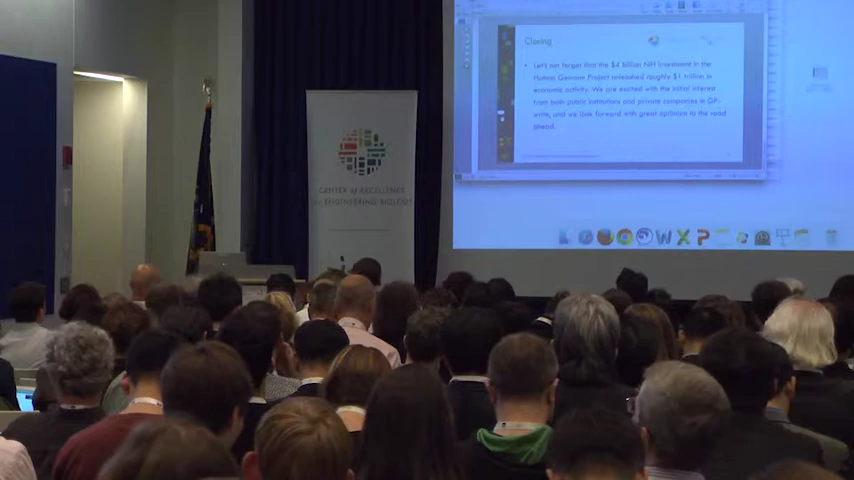 Closing
• Let's not forget that the $4 billion NIH investment in the
Human Genome Project unleashed roughly $1 trillion in
economic activity. We are excited with the initial interest
from both public institutions and private companies in GP-
write, and we look forward with great optimism to the road
ahead.
CENTER of EXCELLENCE
ENGINEERING BIOLOGY